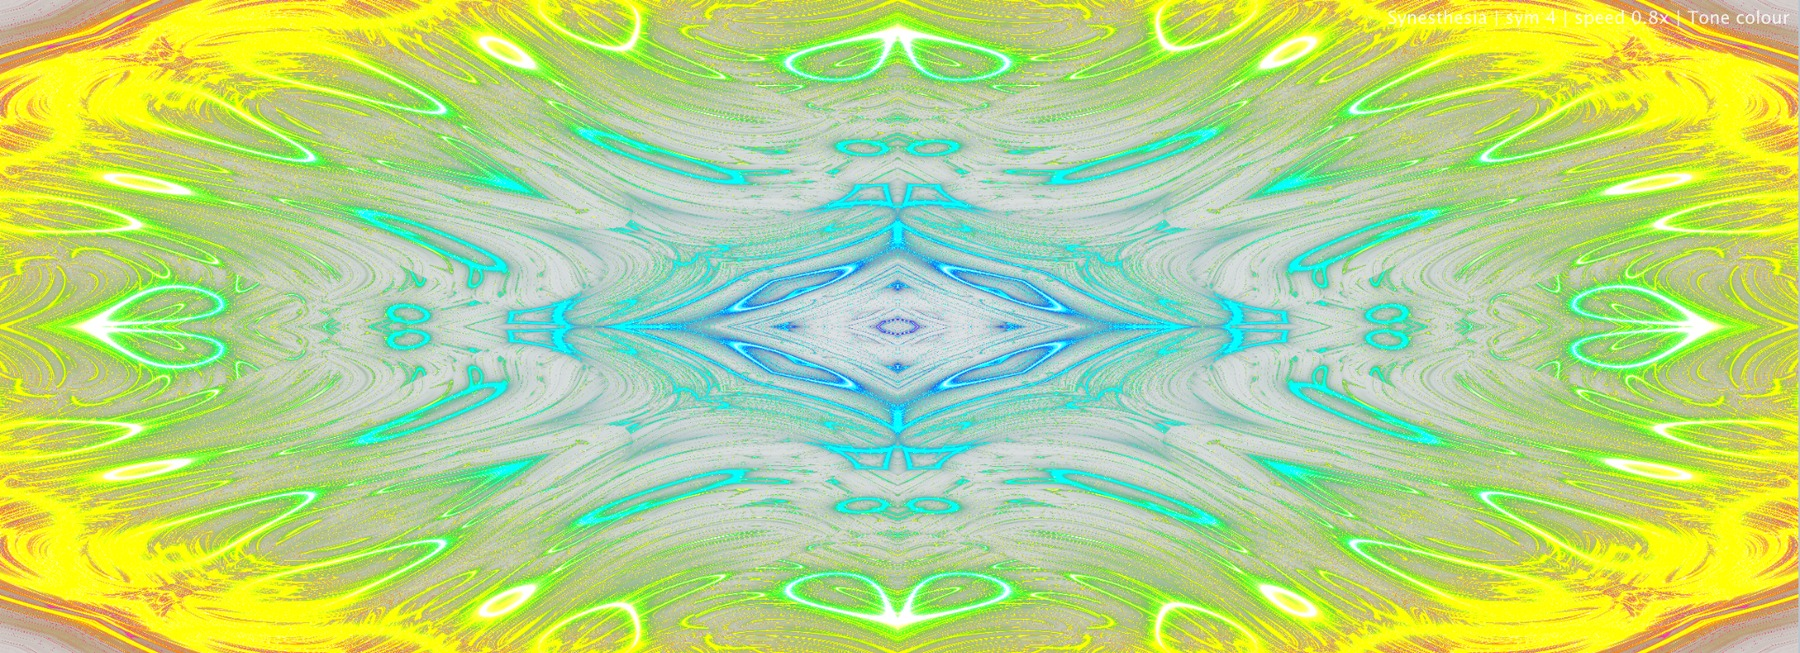 Synesthesia | sym 4 | speed 0.8x | Tone colour